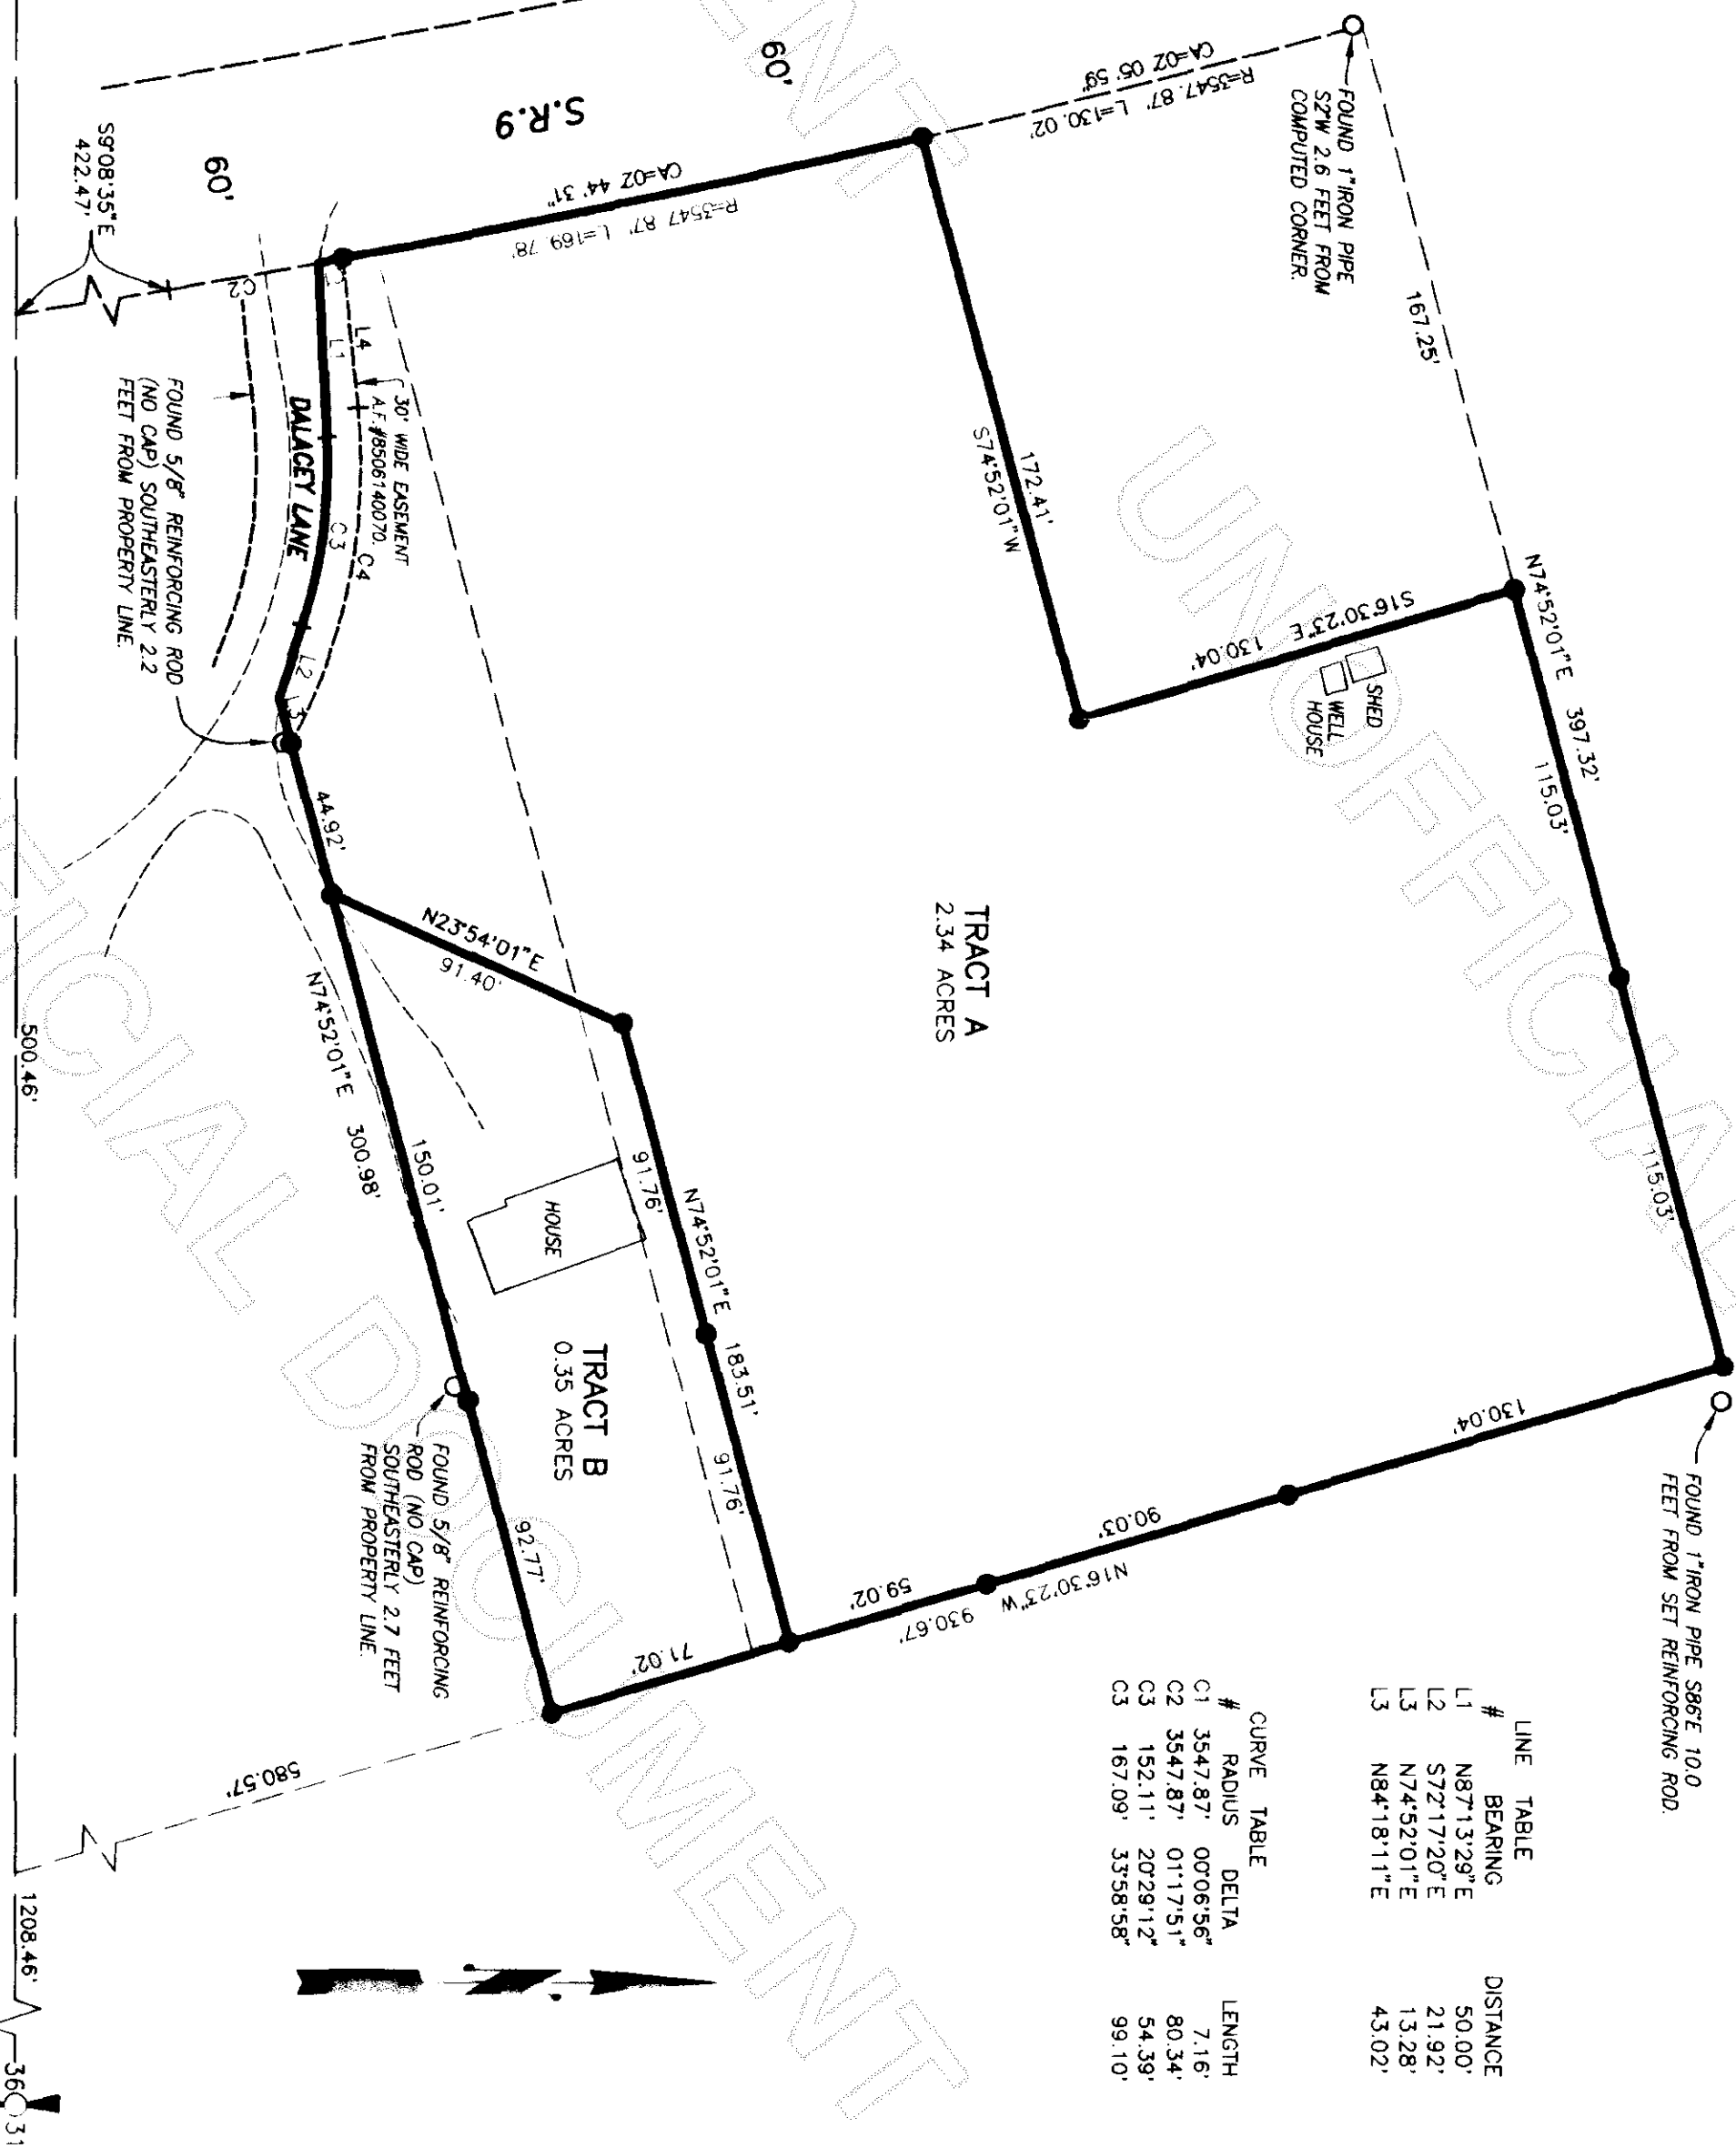 FOUND 1" IRON PIPE
S2°W 2.6 FEET FROM
COMPUTED CORNER.
167.25'
CA=02 05' 59"
R=3547.87' L=130.02'
60'
S.R.9
60'
CA=02 44' 31"
R=3547 87' L=169.78'
S9°08'35"E
422.47'
172.41'
S74°52'01"W
S16°30'23"E
130.04'
SHED
WELL
HOUSE
N74°52'01"E 397.32'
115.03'
115.03'
FOUND 1" IRON PIPE S86°E 10.0
FEET FROM SET REINFORCING ROD.
130.04'
90.03'
N16°30'23"W 930.67'
59.02'
71.02'
580.57'
TRACT A
2.34 ACRES
C2
L4
L1
30' WIDE EASEMENT
A.F.#8506140070.
DALACEY LANE
C3
C4
L2
L3
FOUND 5/8" REINFORCING ROD
(NO CAP) SOUTHEASTERLY 2.2
FEET FROM PROPERTY LINE.
44.92'
N23°54'01"E
91.40'
N74°52'01"E 300.98'
150.01'
92.77'
91.76'
N74°52'01"E 183.51'
91.76'
HOUSE
TRACT B
0.35 ACRES
FOUND 5/8" REINFORCING
ROD (NO CAP)
SOUTHEASTERLY 2.7 FEET
FROM PROPERTY LINE.
LINE TABLE
# BEARING DISTANCE
L1 N87°13'29"E 50.00'
L2 S72°17'20"E 21.92'
L3 N74°52'01"E 13.28'
L3 N84°18'11"E 43.02'
CURVE TABLE
# RADIUS DELTA LENGTH
C1 3547.87' 00°06'56" 7.16'
C2 3547.87' 01°17'51" 80.34'
C3 152.11' 20°29'12" 54.39'
C3 167.09' 33°58'58" 99.10'
500.46'
1208.46'
36
31
UNOFFICIAL DOCUMENT